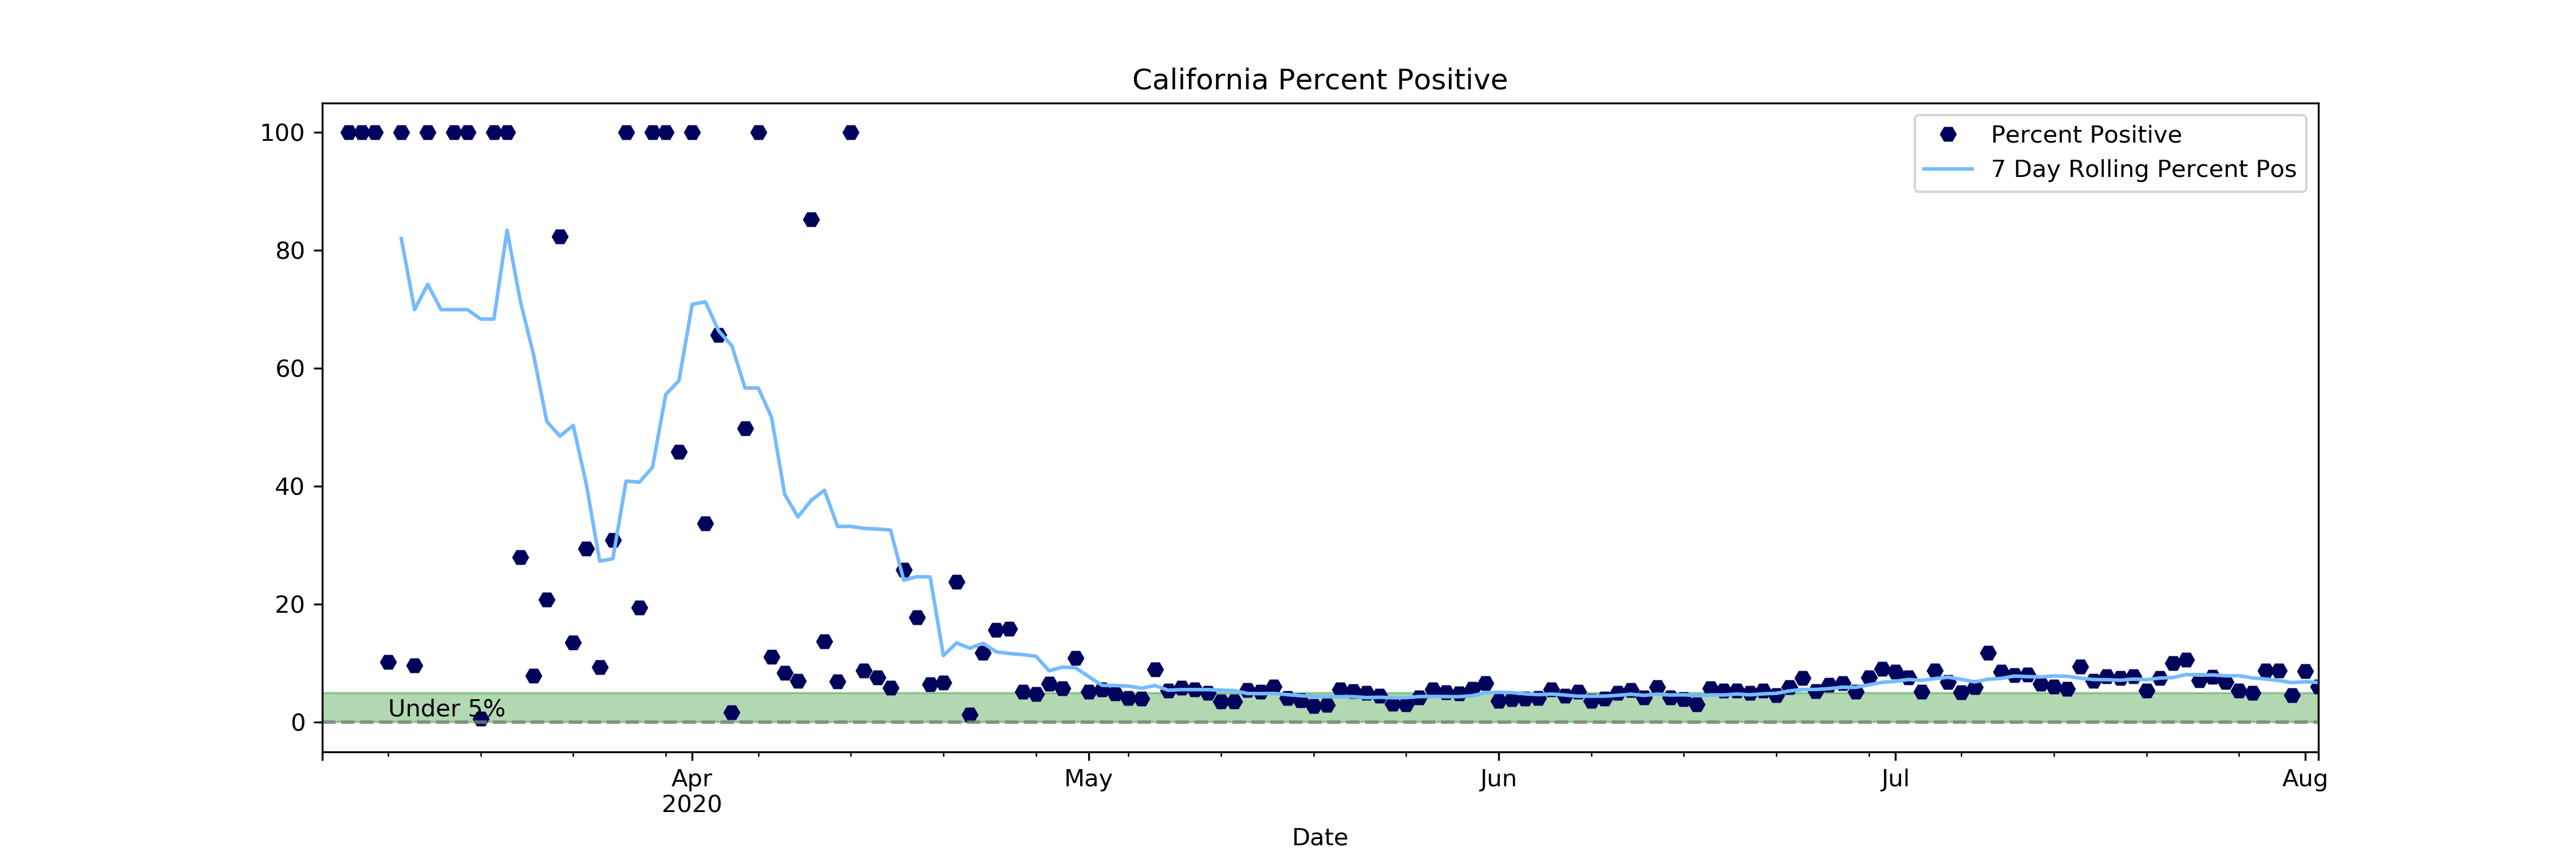 California Percent Positive
100
80
60
40
20
0
Percent Positive
7 Day Rolling Percent Pos
Under 5%
Apr
2020
May
Jun
Jul
Aug
Date